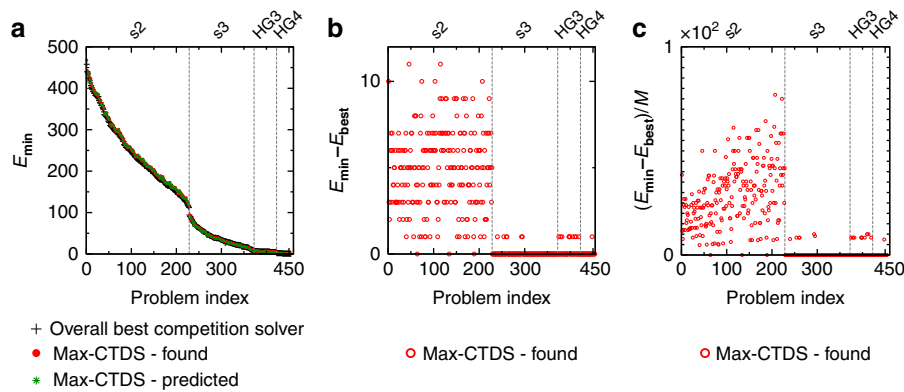 a
s2
s3
HG3
HG4
500
400
300
200
100
0
E_min
0
100
200
300
450
Problem index
+ Overall best competition solver
● Max-CTDS - found
* Max-CTDS - predicted
b
s2
s3
HG3
HG4
10
5
0
E_min–E_best
0
100
200
300
450
Problem index
○ Max-CTDS - found
c
×10²
s2
s3
HG3
HG4
1
0
(E_min–E_best)/M
0
100
200
300
450
Problem index
○ Max-CTDS - found